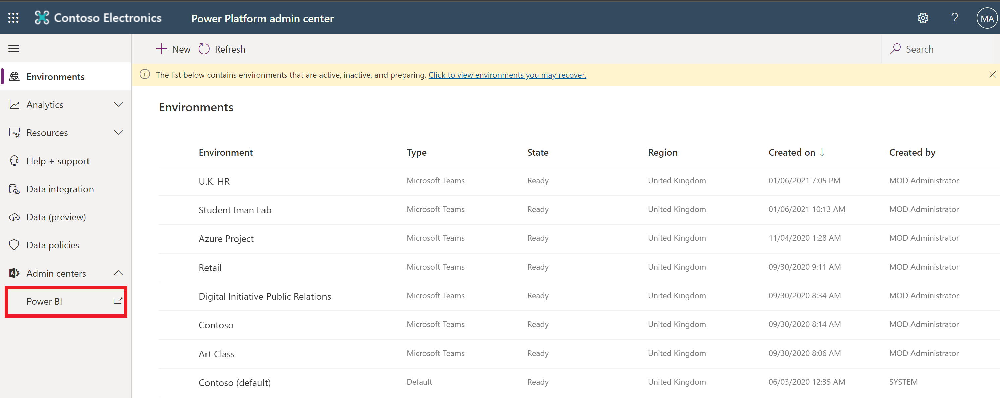 Contoso Electronics
Power Platform admin center
MA
New
Refresh
Search
The list below contains environments that are active, inactive, and preparing. Click to view environments you may recover.
Environments
Analytics
Resources
Help + support
Data integration
Data (preview)
Data policies
Admin centers
Power BI
Environments
Environment Type State Region Created on ↓ Created by
U.K. HR Microsoft Teams Ready United Kingdom 01/06/2021 7:05 PM MOD Administrator
Student Iman Lab Microsoft Teams Ready United Kingdom 01/06/2021 10:13 AM MOD Administrator
Azure Project Microsoft Teams Ready United Kingdom 11/04/2020 1:28 AM MOD Administrator
Retail Microsoft Teams Ready United Kingdom 09/30/2020 9:11 AM MOD Administrator
Digital Initiative Public Relations Microsoft Teams Ready United Kingdom 09/30/2020 8:34 AM MOD Administrator
Contoso Microsoft Teams Ready United Kingdom 09/30/2020 8:14 AM MOD Administrator
Art Class Microsoft Teams Ready United Kingdom 09/30/2020 8:06 AM MOD Administrator
Contoso (default) Default Ready United Kingdom 06/03/2020 12:35 AM SYSTEM